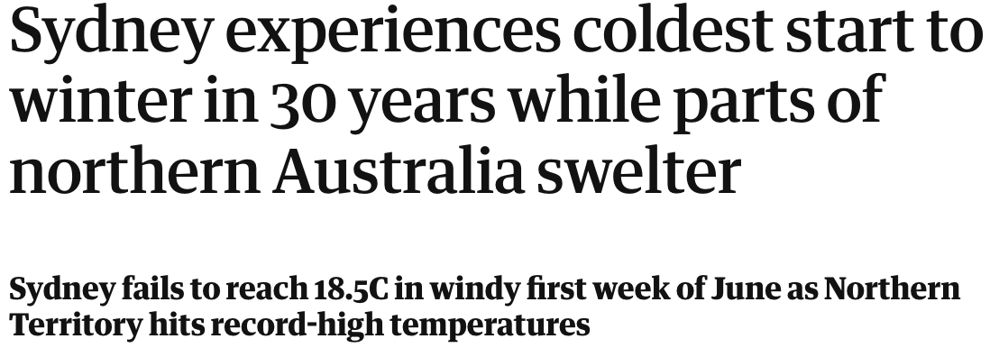 Sydney experiences coldest start to
winter in 30 years while parts of
northern Australia swelter
Sydney fails to reach 18.5C in windy first week of June as Northern
Territory hits record-high temperatures